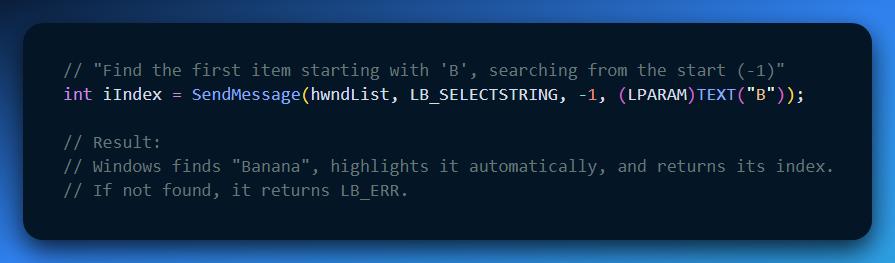 // "Find the first item starting with 'B', searching from the start (-1)"
int iIndex = SendMessage(hwndList, LB_SELECTSTRING, -1, (LPARAM)TEXT("B"));
// Result:
// Windows finds "Banana", highlights it automatically, and returns its index.
// If not found, it returns LB_ERR.